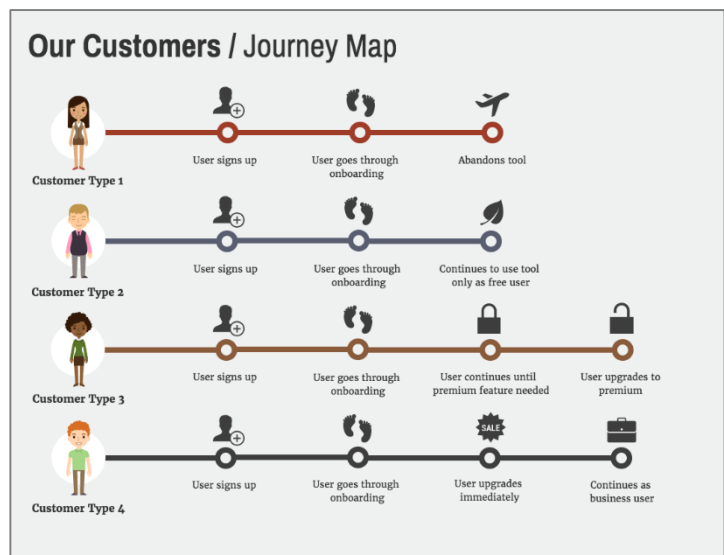 Our Customers / Journey Map
User signs up
User goes through
onboarding
Abandons tool
Customer Type 1
User signs up
User goes through
onboarding
Continues to use tool
only as free user
Customer Type 2
User signs up
User goes through
onboarding
User continues until
premium feature needed
User upgrades to
premium
Customer Type 3
SALE
User signs up
User goes through
onboarding
User upgrades
immediately
Continues as
business user
Customer Type 4